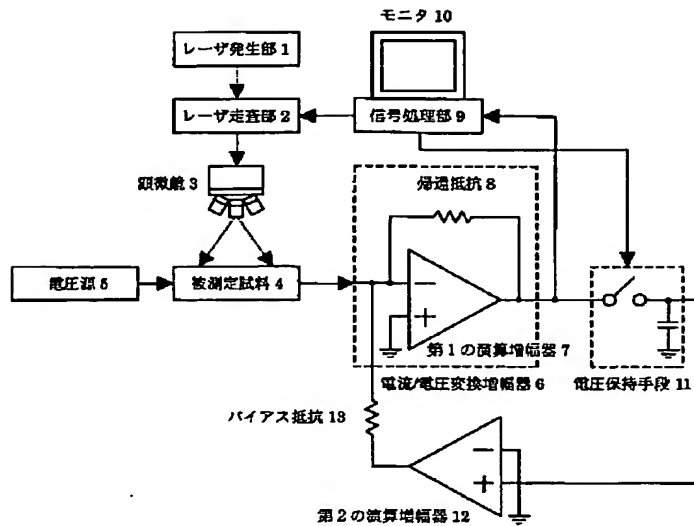 モニタ 10
レーザ発生部 1
レーザ走査部 2
信号処理部 9
顕微鏡 3
帰還抵抗 8
電圧源 5
被測定試料 4
第1の演算増幅器 7
電流/電圧変換増幅器 6
電圧保持手段 11
バイアス抵抗 13
第2の演算増幅器 12